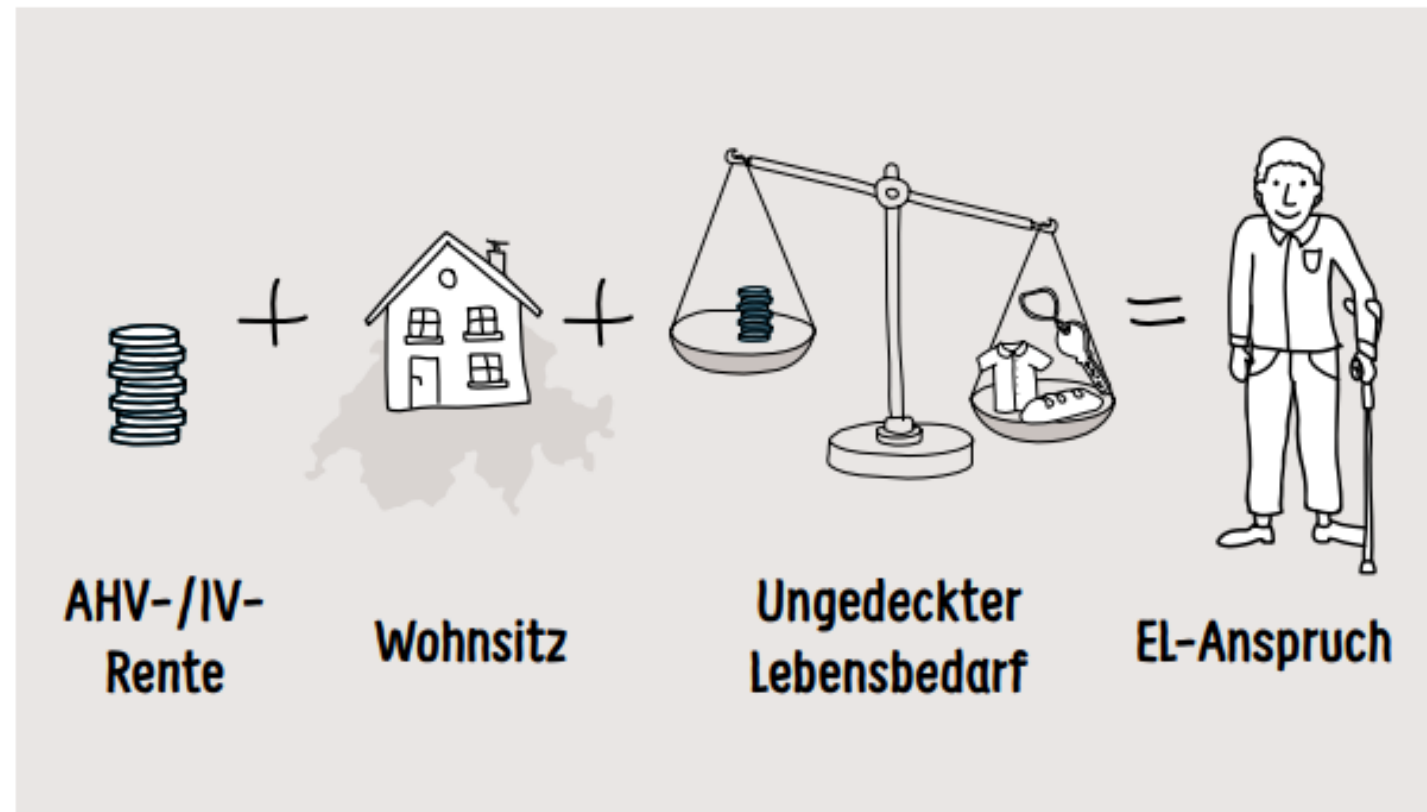 AHV-/IV-
Rente
Wohnsitz
Ungedeckter
Lebensbedarf
EL-Anspruch